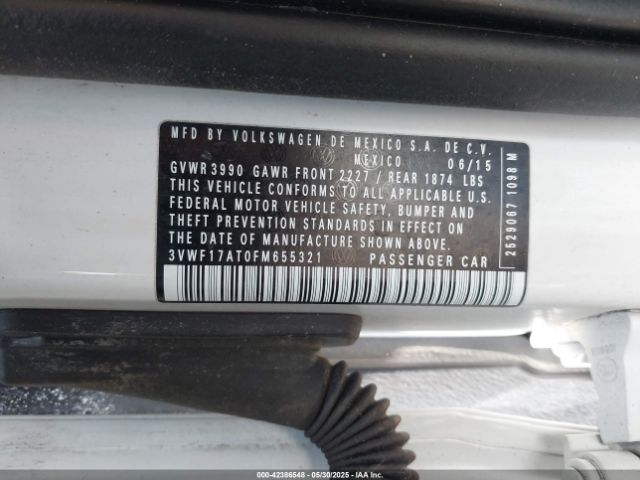 MFD BY VOLKSWAGEN DE MEXICO S.A. DE C.V.
MEXICO 06/15
GVWR 3990 GAWR FRONT 2227 / REAR 1874 LBS
THIS VEHICLE CONFORMS TO ALL APPLICABLE U.S.
FEDERAL MOTOR VEHICLE SAFETY, BUMPER AND
THEFT PREVENTION STANDARDS IN EFFECT ON
THE DATE OF MANUFACTURE SHOWN ABOVE.
3VWF17AT0FM655321 PASSENGER CAR
2529067 1098 M
000-42386548 - 05/30/2025 - IAA Inc.